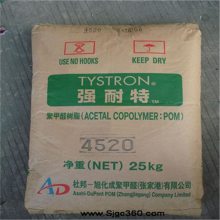 4520
USE NO HOOKS
KEEP DRY
TYSTRON®
强耐特®
聚甲醛树脂(ACETAL COPOLYMER:POM)
4520
净重(NET) 25kg
杜邦-旭化成聚甲醛(张家港)有限公司
Asahi-DuPont POM (Zhangjiagang) Company Limited
www.Sjgo360.com